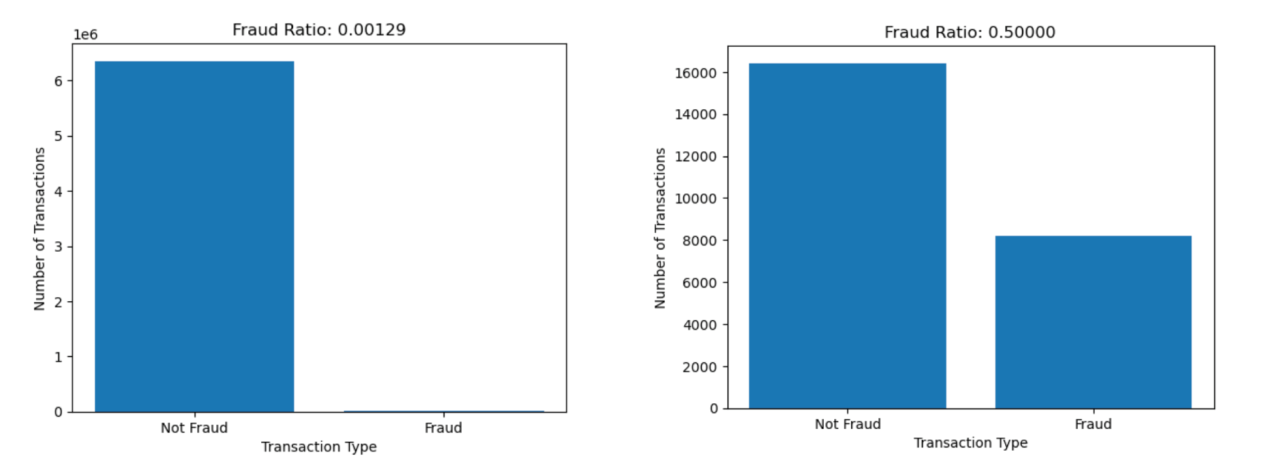 Fraud Ratio: 0.00129
1e6
6
5
4
3
2
1
0
Number of Transactions
Not Fraud
Fraud
Transaction Type
Fraud Ratio: 0.50000
16000
14000
12000
10000
8000
6000
4000
2000
0
Number of Transactions
Not Fraud
Fraud
Transaction Type